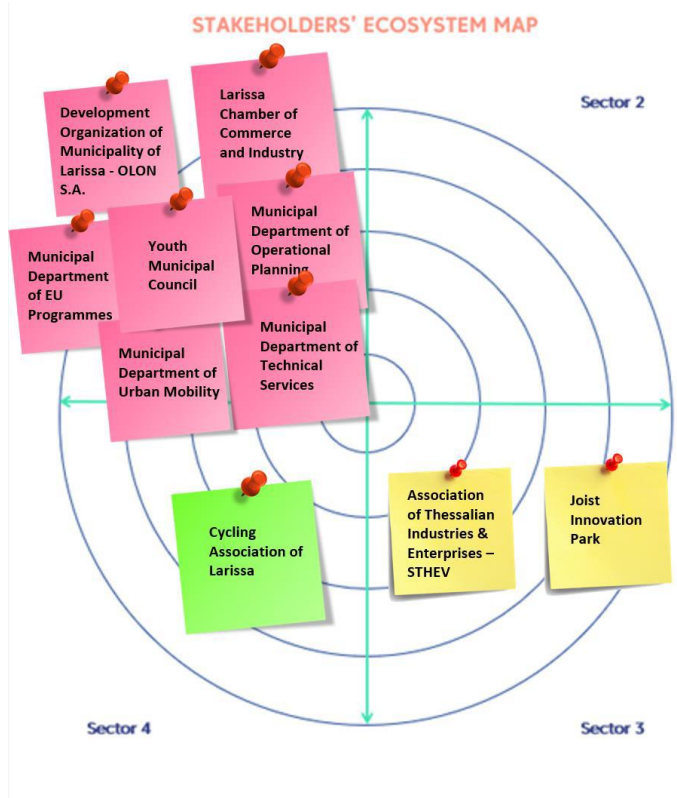 STAKEHOLDERS' ECOSYSTEM MAP
Sector 2
Development
Organization of
Municipality of
Larissa - OLON
S.A.
Larissa
Chamber of
Commerce
and Industry
Municipal
Department of
EU
Programmes
Youth
Municipal
Council
Municipal
Department of
Operational
Planning
Municipal
Department of
Urban Mobility
Municipal
Department of
Technical
Services
Cycling
Association of
Larissa
Association
of Thessalian
Industries &
Enterprises –
STHEV
Joist
Innovation
Park
Sector 4
Sector 3